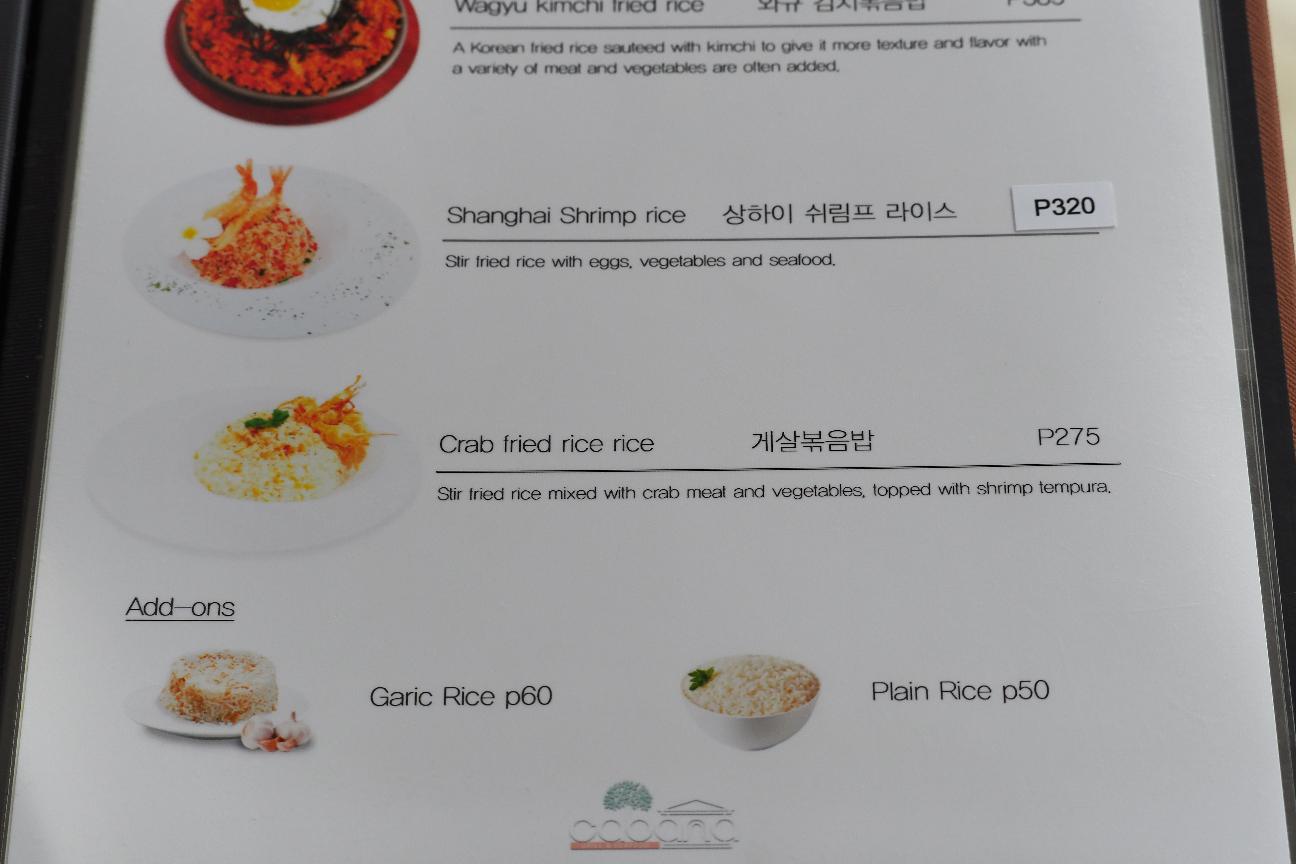 Wagyu kimchi fried rice 와규 김치볶음밥
A Korean fried rice sauteed with kimchi to give it more texture and flavor with
a variety of meat and vegetables are often added.
Shanghai Shrimp rice 상하이 쉬림프 라이스 P320
Stir fried rice with eggs, vegetables and seafood.
Crab fried rice rice 게살볶음밥 P275
Stir fried rice mixed with crab meat and vegetables, topped with shrimp tempura.
Add-ons
Garic Rice p60 Plain Rice p50